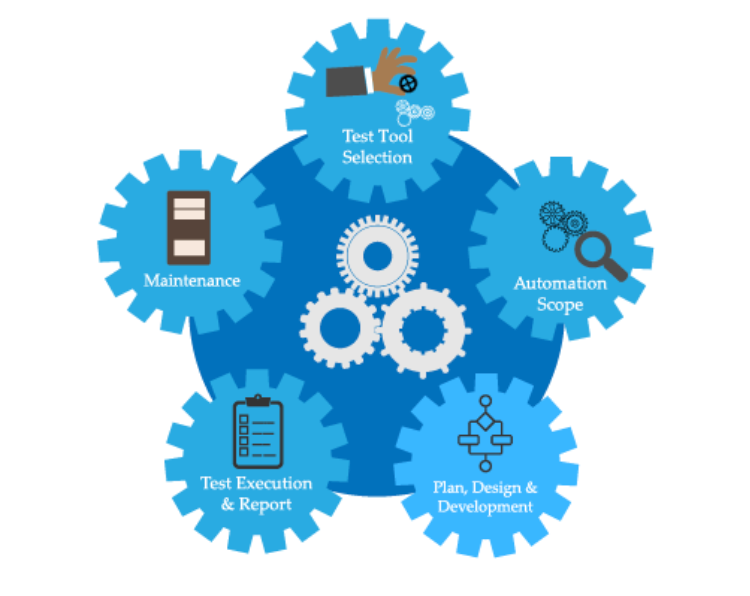 Test Tool
Selection
Automation
Scope
Plan, Design &
Development
Test Execution
& Report
Maintenance